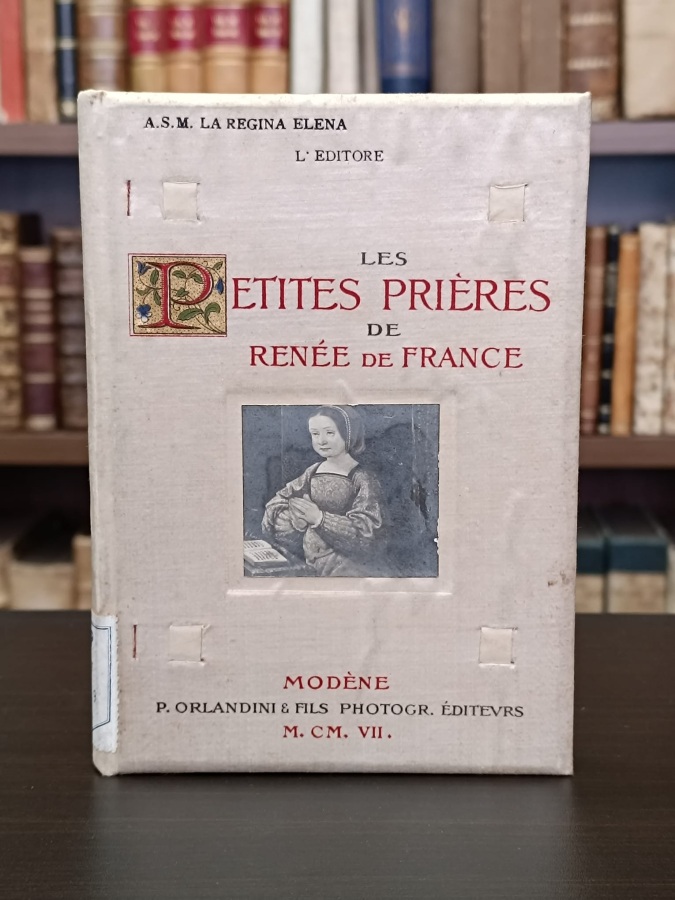 A.S.M. LA REGINA ELENA
L' EDITORE
LES
PETITES PRIÈRES
DE
RENÉE DE FRANCE
MODÈNE
P. ORLANDINI & FILS PHOTOGR. ÉDITEVRS
M. CM. VII.